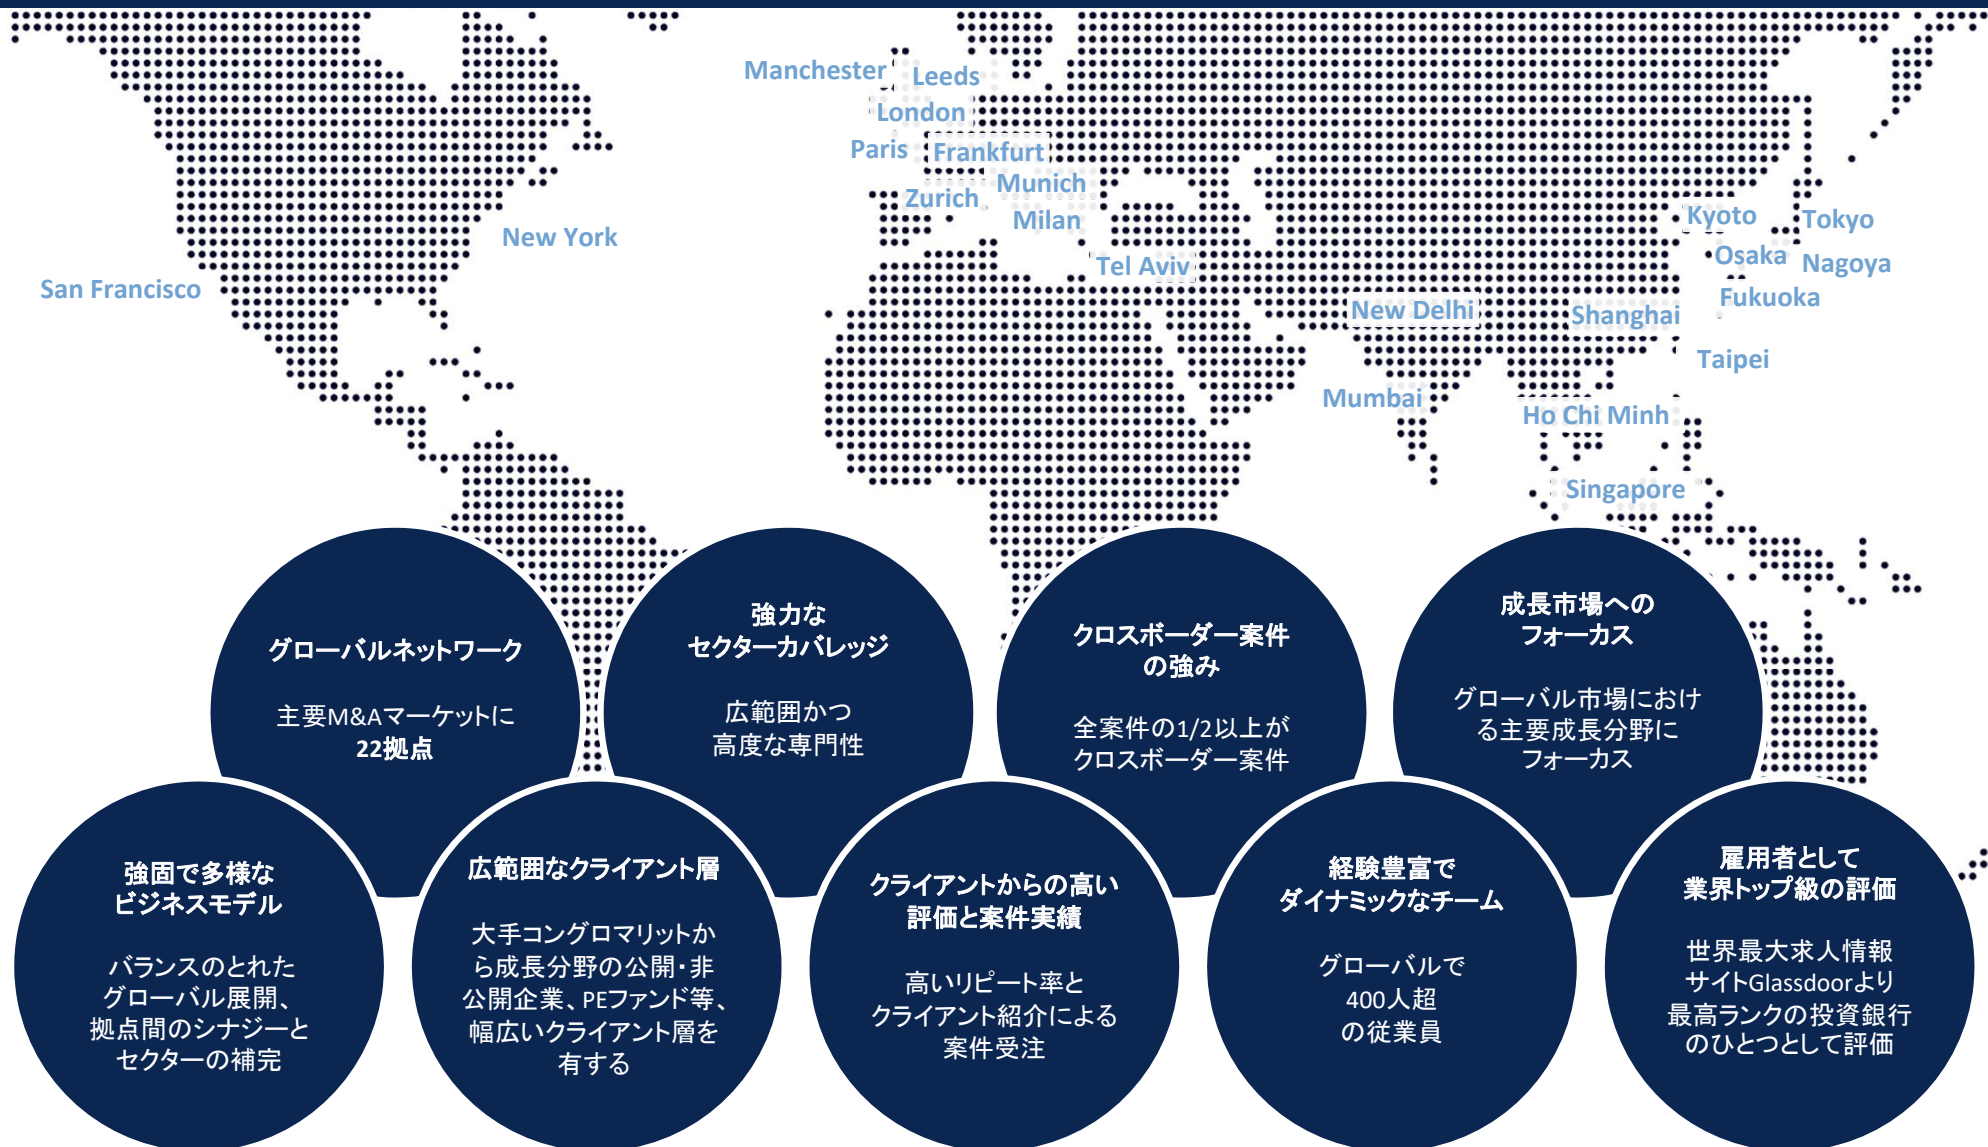 Manchester
Leeds
London
Paris
Frankfurt
Munich
Zurich
Milan
New York
San Francisco
Tel Aviv
Kyoto
Tokyo
Osaka
Nagoya
Fukuoka
New Delhi
Shanghai
Taipei
Mumbai
Ho Chi Minh
Singapore
グローバルネットワーク
主要M&Aマーケットに
22拠点
強力な
セクターカバレッジ
広範囲かつ
高度な専門性
クロスボーダー案件
の強み
全案件の1/2以上が
クロスボーダー案件
成長市場への
フォーカス
グローバル市場におけ
る主要成長分野に
フォーカス
強固で多様な
ビジネスモデル
バランスのとれた
グローバル展開、
拠点間のシナジーと
セクターの補完
広範囲なクライアント層
大手コングロマリットか
ら成長分野の公開・非
公開企業、PEファンド等、
幅広いクライアント層を
有する
クライアントからの高い
評価と案件実績
高いリピート率と
クライアント紹介による
案件受注
経験豊富で
ダイナミックなチーム
グローバルで
400人超
の従業員
雇用者として
業界トップ級の評価
世界最大求人情報
サイトGlassdoorより
最高ランクの投資銀行
のひとつとして評価